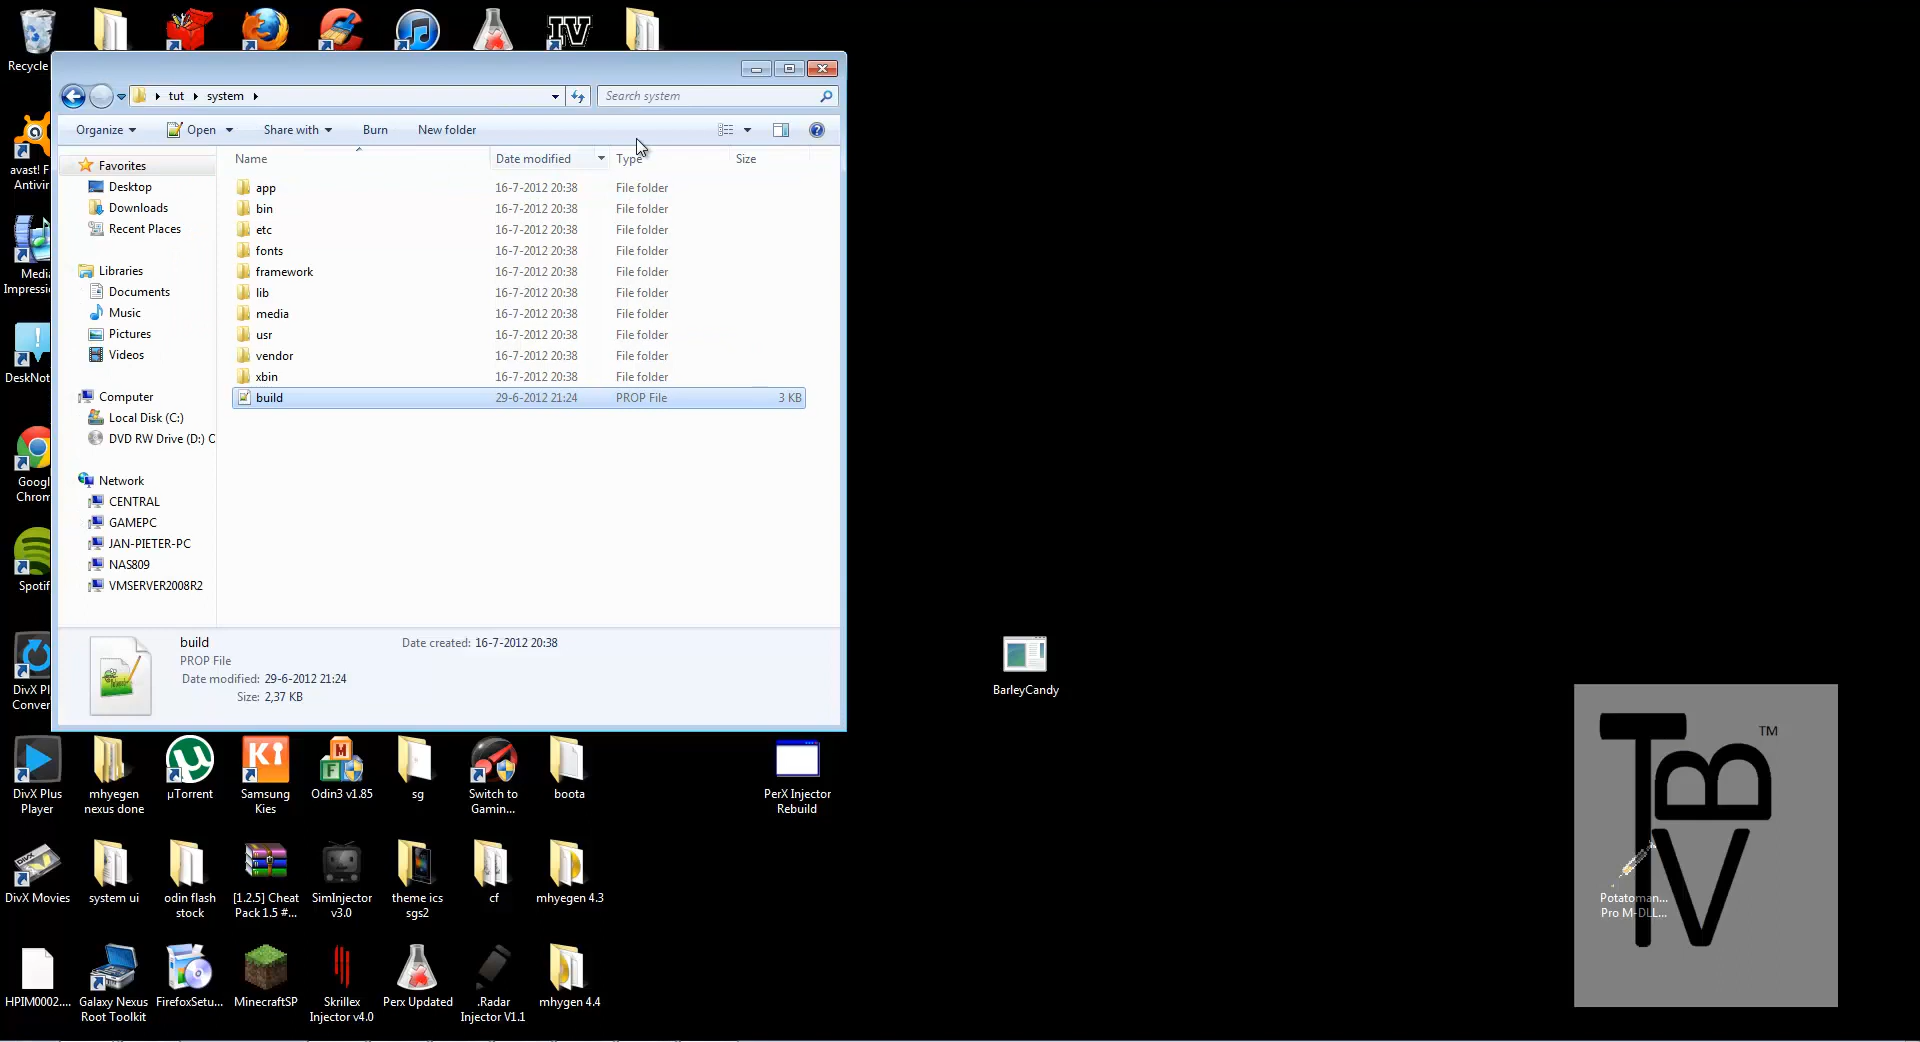 IV
Recycle
tut
system
Search system
Organize
Open
Share with
Burn
New folder
Name
Date modified
Type
Size
Favorites
Desktop
Downloads
Recent Places
Libraries
Documents
Music
Pictures
Videos
Computer
Local Disk (C:)
DVD RW Drive (D:) C
Network
CENTRAL
GAMEPC
JAN-PIETER-PC
NAS809
VMSERVER2008R2
app 16-7-2012 20:38 File folder
bin 16-7-2012 20:38 File folder
etc 16-7-2012 20:38 File folder
fonts 16-7-2012 20:38 File folder
framework 16-7-2012 20:38 File folder
lib 16-7-2012 20:38 File folder
media 16-7-2012 20:38 File folder
usr 16-7-2012 20:38 File folder
vendor 16-7-2012 20:38 File folder
xbin 16-7-2012 20:38 File folder
build 29-6-2012 21:24 PROP File 3 KB
build
PROP File
Date modified: 29-6-2012 21:24
Size: 2,37 KB
Date created: 16-7-2012 20:38
avast! F
Antivir
Medi
Impressi
DeskNot
Googl
Chrom
Spotif
DivX Pl
Conver
BarleyCandy
DivX Plus
Player
mhyegen
nexus done
µTorrent
Ki
Samsung
Kies
M
F
Odin3 v1.85
sg
Switch to
Gamin...
boota
PerX Injector
Rebuild
DivX Movies
system ui
odin flash
stock
[1.2.5] Cheat
Pack 1.5 #...
SimInjector
v3.0
theme ics
sgs2
cf
mhyegen 4.3
HPIM0002....
Galaxy Nexus
Root Toolkit
FirefoxSetu...
MinecraftSP
Skrillex
Injector v4.0
Perx Updated
.Radar
Injector V1.1
mhygen 4.4
TBV
TM
Potatoman...
Pro M-DLL...